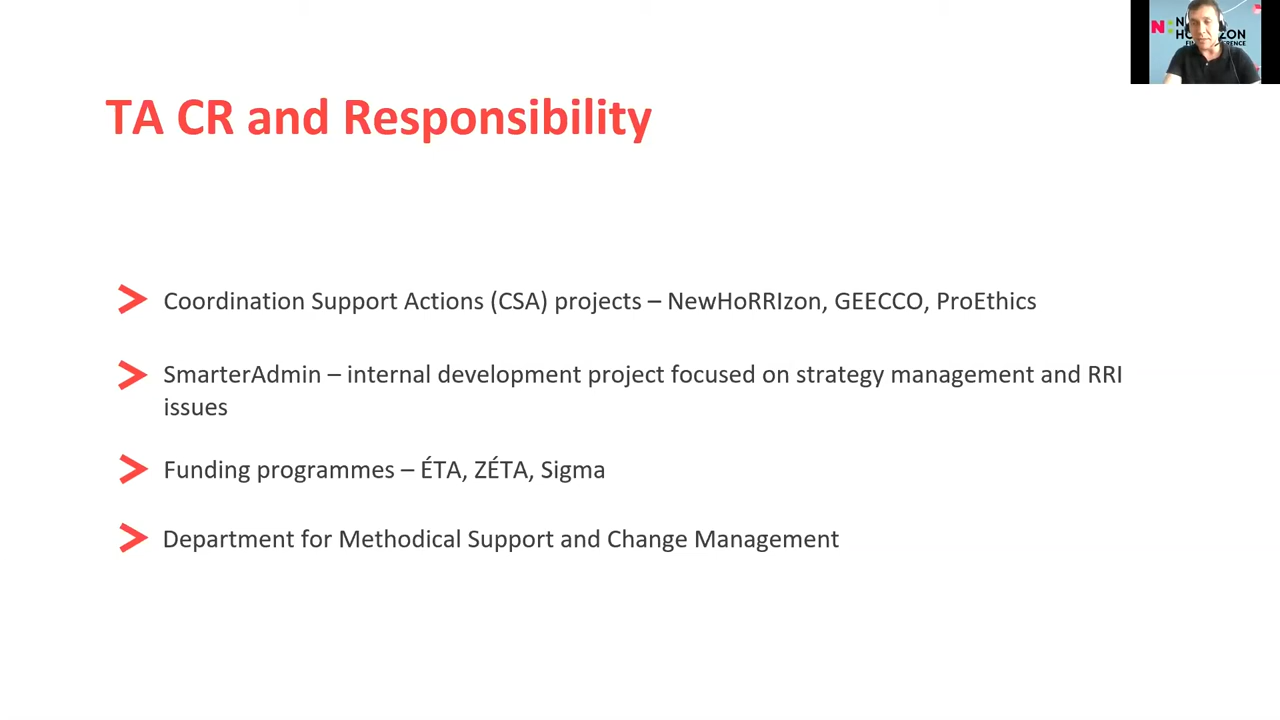 TA CR and Responsibility
Coordination Support Actions (CSA) projects – NewHoRRIzon, GEECCO, ProEthics
SmarterAdmin – internal development project focused on strategy management and RRI
issues
Funding programmes – ÉTA, ZÉTA, Sigma
Department for Methodical Support and Change Management